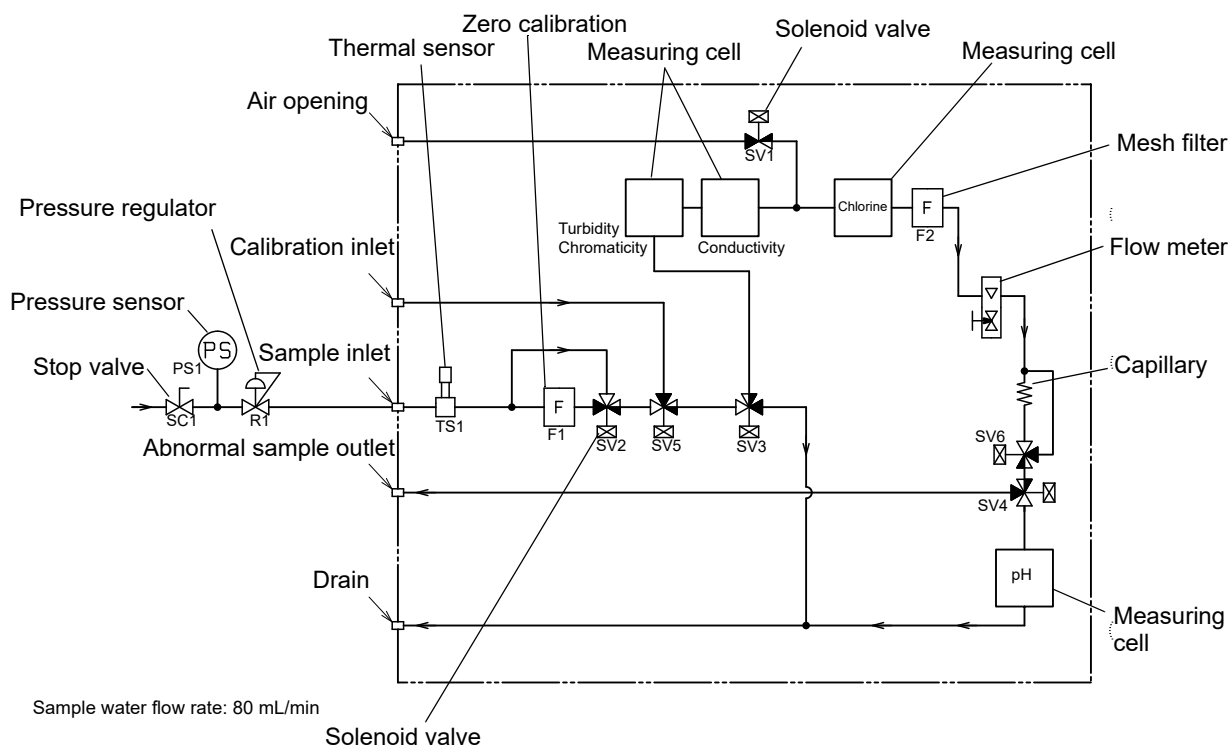 Zero calibration
Solenoid valve
Thermal sensor
Measuring cell
Measuring cell
Air opening
SV1
Mesh filter
Pressure regulator
Chlorine
F
F2
Turbidity
Chromaticity
Conductivity
Calibration inlet
Flow meter
Pressure sensor
PS
PS1
Sample inlet
Stop valve
Capillary
SC1
R1
TS1
F
F1
SV2
SV5
SV3
SV6
Abnormal sample outlet
SV4
pH
Drain
Measuring
cell
Sample water flow rate: 80 mL/min
Solenoid valve